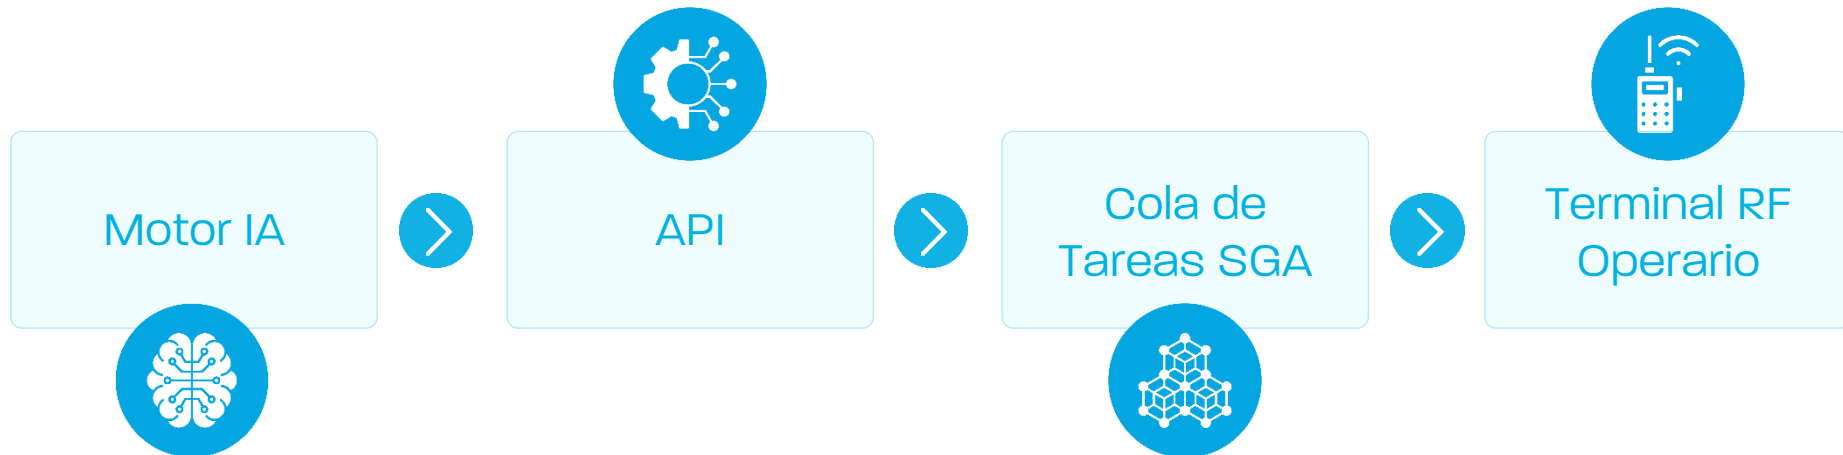 Motor IA
API
Cola de
Tareas SGA
Terminal RF
Operario